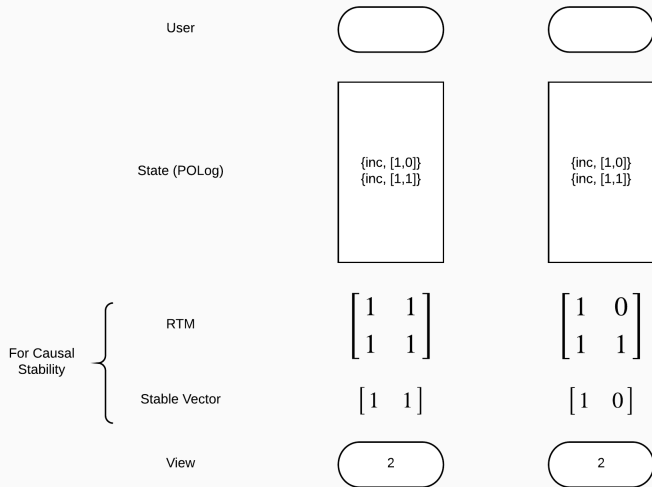 User
State (POLog)
{inc, [1,0]}
{inc, [1,1]}
{inc, [1,0]}
{inc, [1,1]}
For Causal
Stability
RTM
1 1
1 1
1 0
1 1
Stable Vector
[1 1]
[1 0]
View
2
2